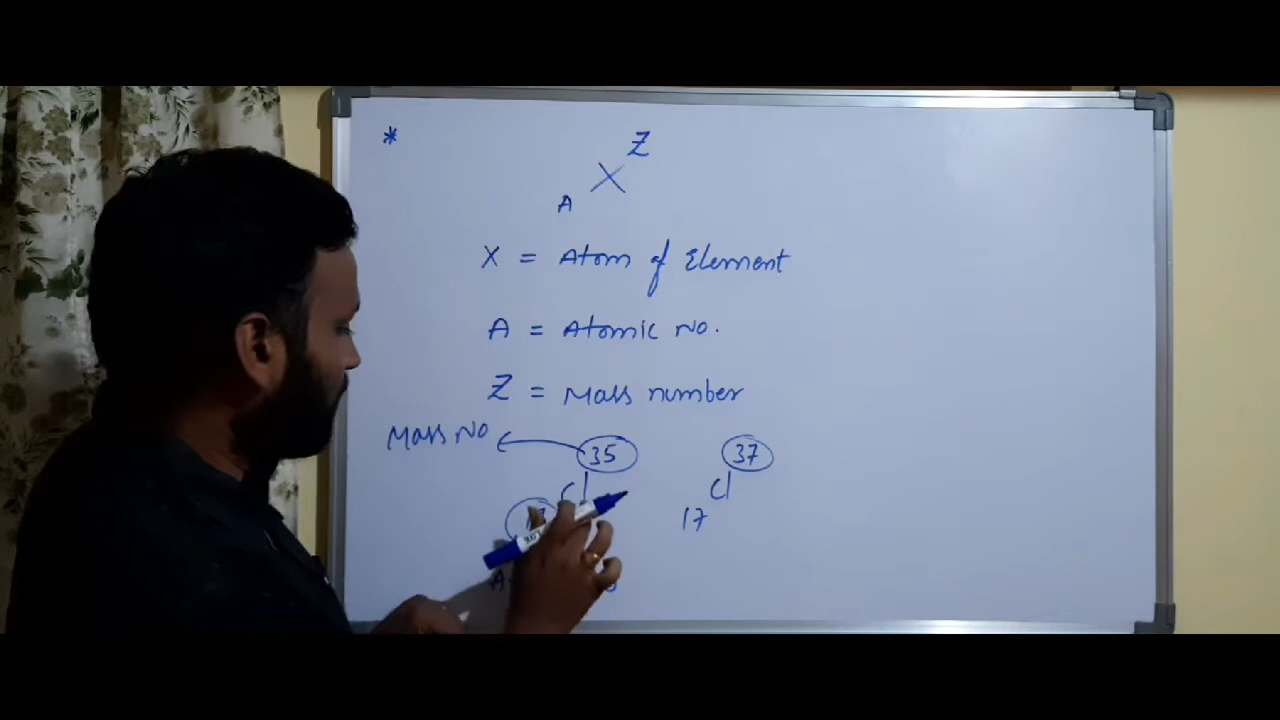 *
Z
X
A
X = Atom of Element
A = Atomic No.
Z = Mass number
Mass No
35
37
Cl
Cl
17